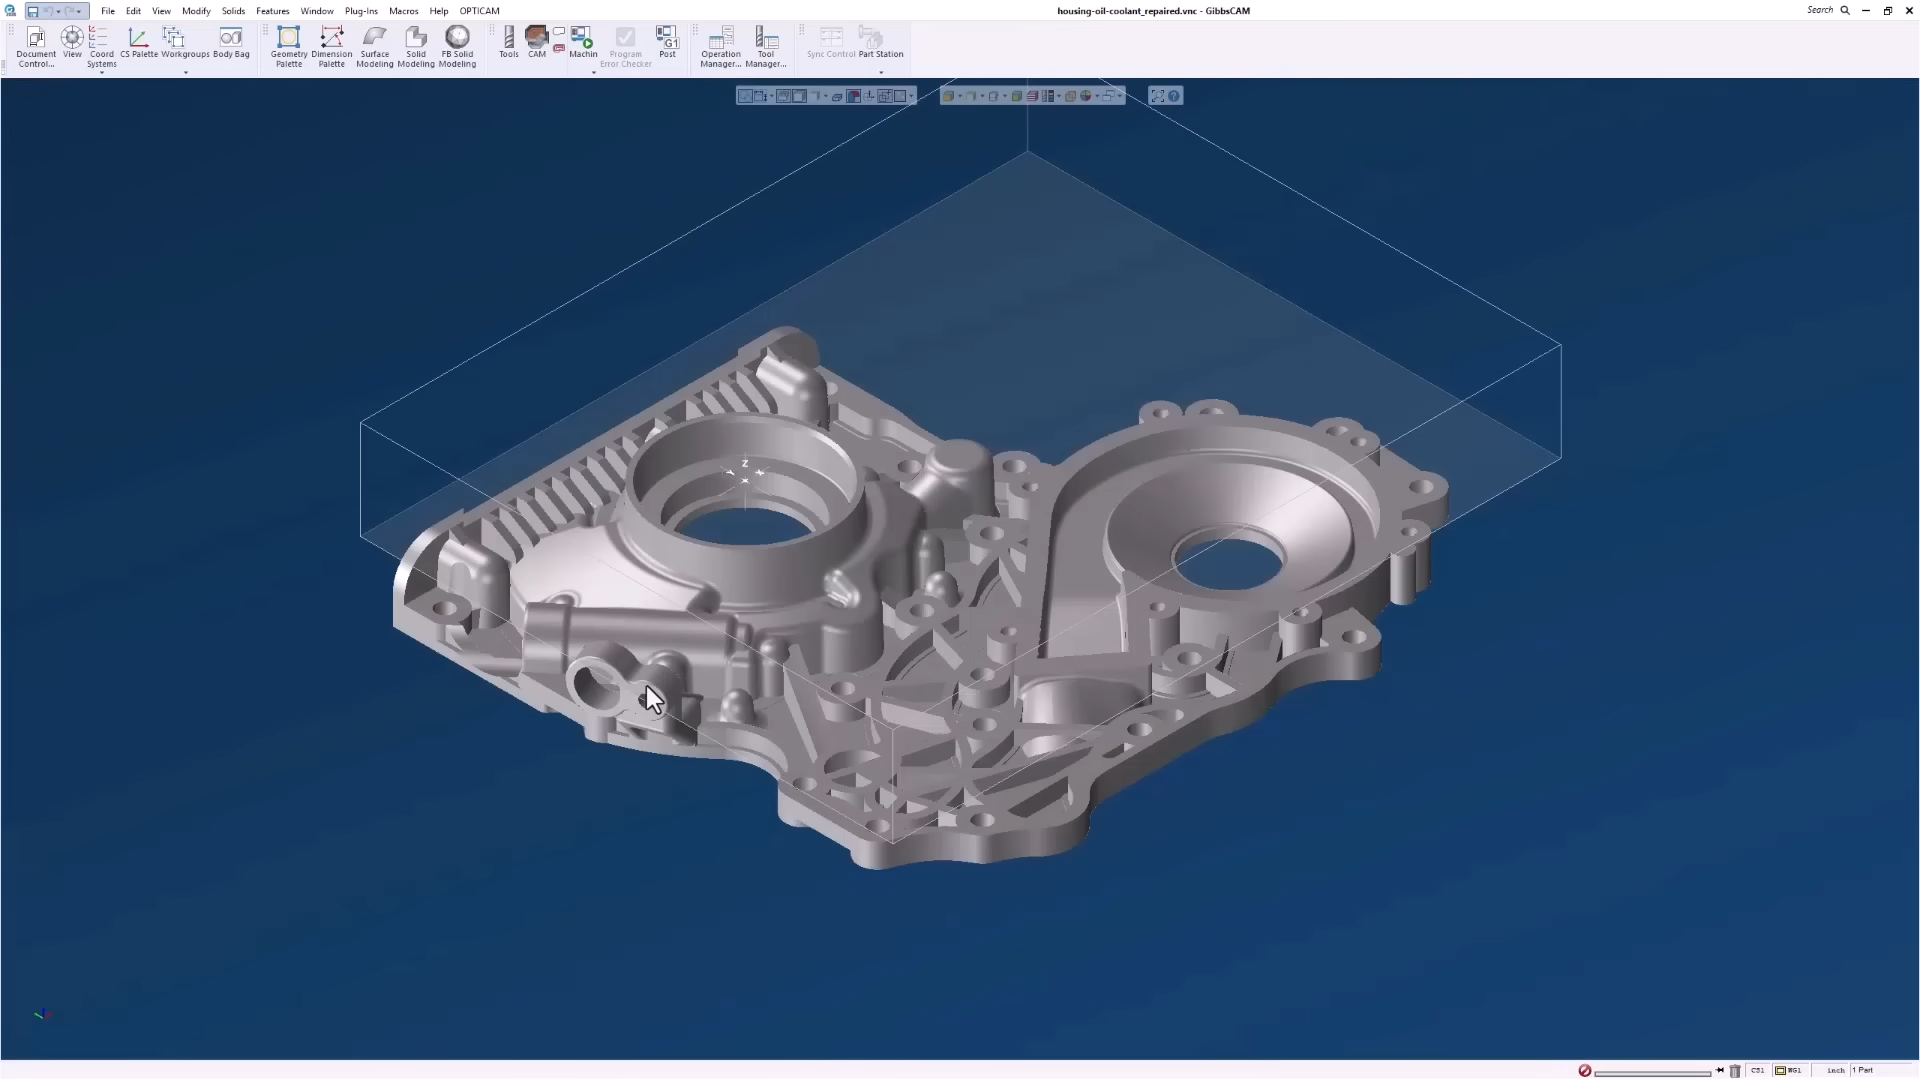 File Edit View Modify Solids Features Window Plug-Ins Macros Help OPTICAM
housing-oil-coolant_repaired.vnc - GibbsCAM
Search
Document Control...
View
Coord Systems
CS Palette
Workgroups
Body Bag
Geometry Palette
Dimension Palette
Surface Modeling
Solid Modeling
FB Solid Modeling
Tools
CAM
Machin
Program Error Checker
G1
Post
Operation Manager...
Tool Manager...
Sync Control
Part Station
Z
CS1
WG1
Inch
1 Part